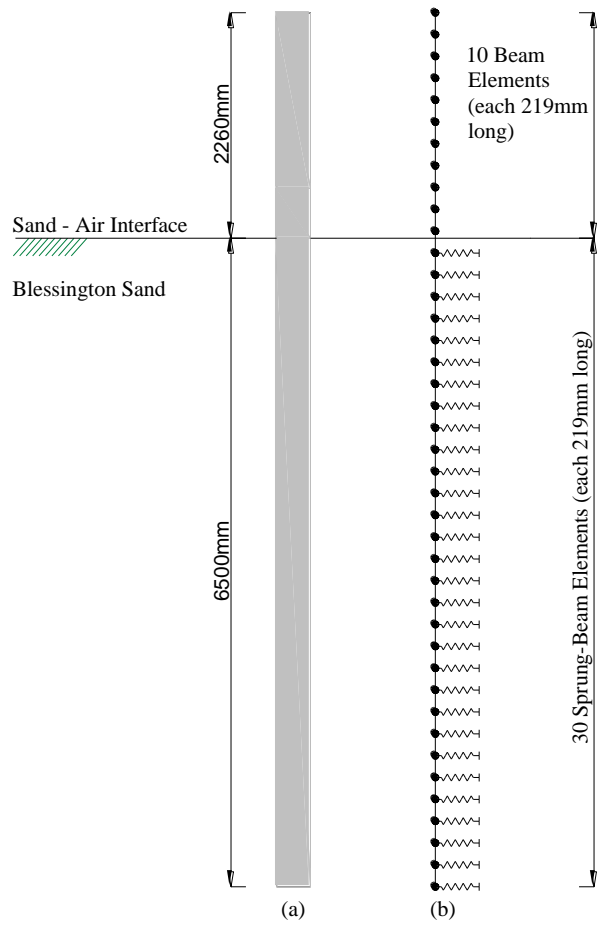 10 Beam
Elements
(each 219mm
long)
2260mm
Sand - Air Interface
Blessington Sand
6500mm
30 Sprung-Beam Elements (each 219mm long)
(a)
(b)